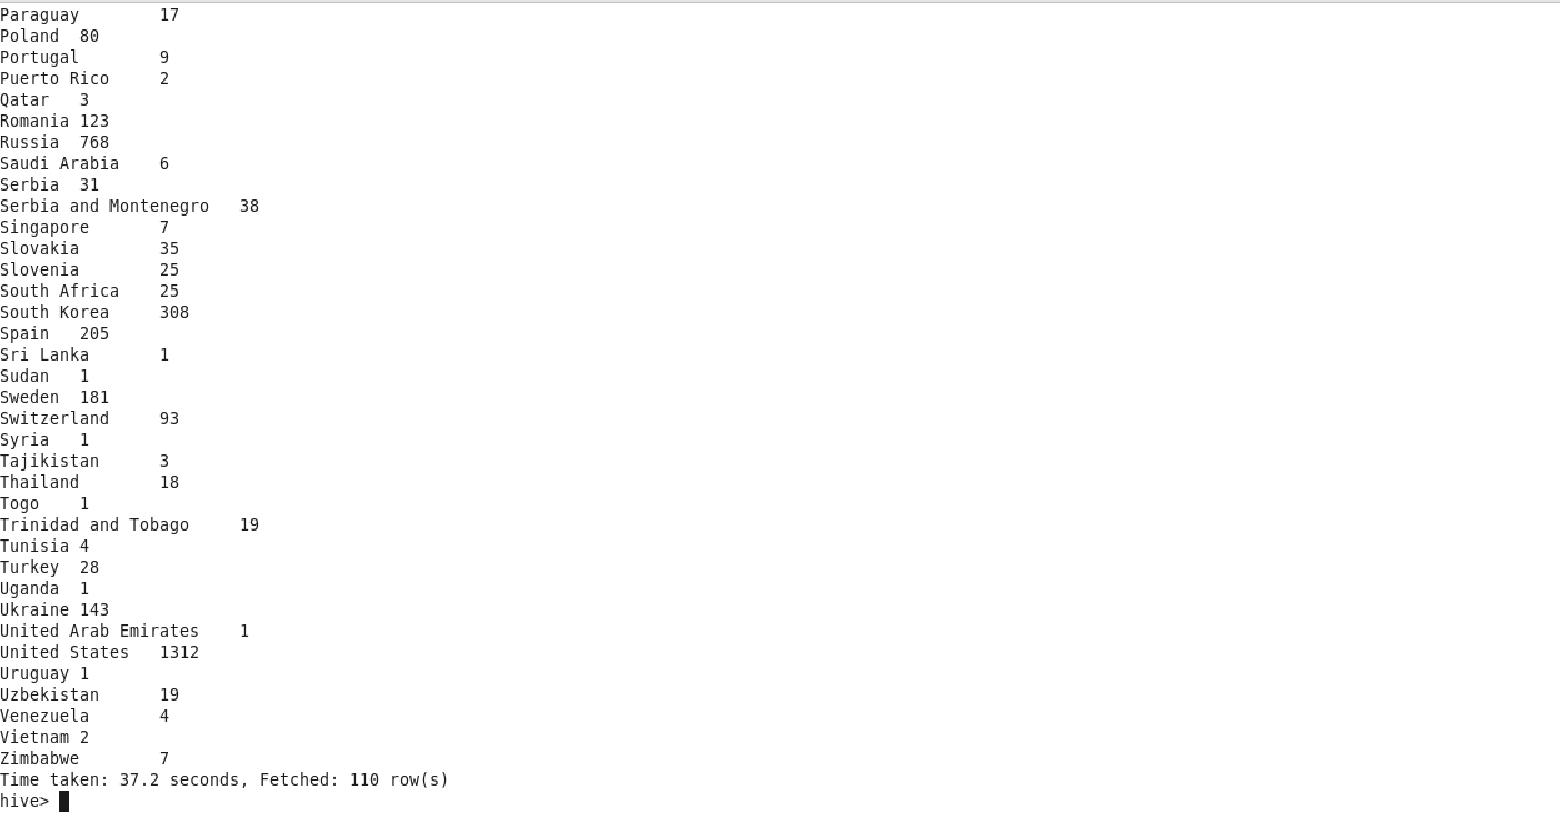 Paraguay        17
Poland  80
Portugal        9
Puerto Rico     2
Qatar   3
Romania 123
Russia  768
Saudi Arabia    6
Serbia  31
Serbia and Montenegro   38
Singapore       7
Slovakia        35
Slovenia        25
South Africa    25
South Korea     308
Spain   205
Sri Lanka       1
Sudan   1
Sweden  181
Switzerland     93
Syria   1
Tajikistan      3
Thailand        18
Togo    1
Trinidad and Tobago     19
Tunisia 4
Turkey  28
Uganda  1
Ukraine 143
United Arab Emirates    1
United States   1312
Uruguay 1
Uzbekistan      19
Venezuela       4
Vietnam 2
Zimbabwe        7
Time taken: 37.2 seconds, Fetched: 110 row(s)
hive>